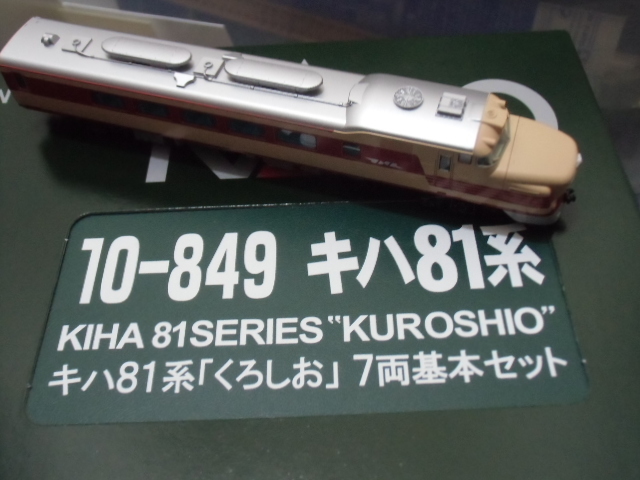 10-849 キハ81系
KIHA 81SERIES "KUROSHIO"
キハ81系「くろしお」7両基本セット